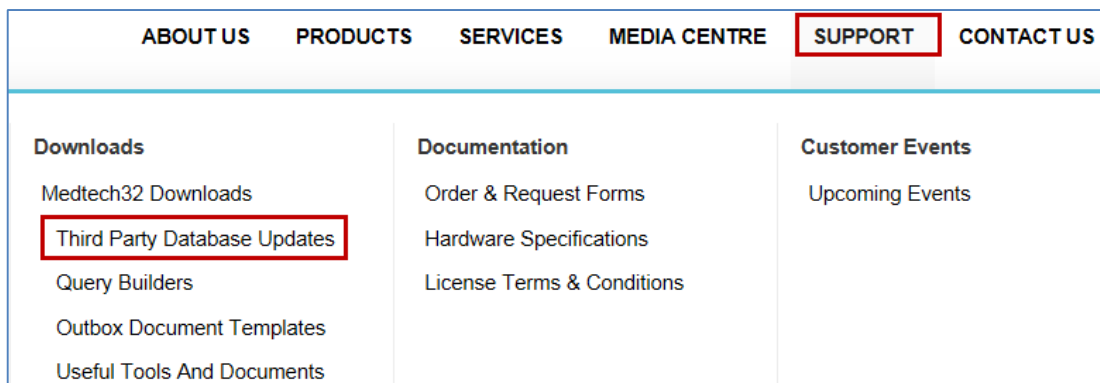 ABOUT US PRODUCTS SERVICES MEDIA CENTRE SUPPORT CONTACT US
Downloads
Medtech32 Downloads
Third Party Database Updates
Query Builders
Outbox Document Templates
Useful Tools And Documents
Documentation
Order & Request Forms
Hardware Specifications
License Terms & Conditions
Customer Events
Upcoming Events